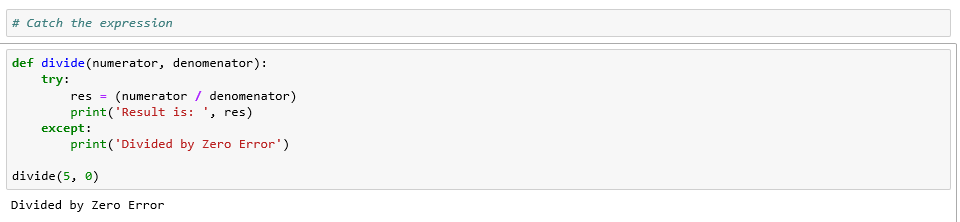 # Catch the expression
def divide(numerator, denomenator):
    try:
        res = (numerator / denomenator)
        print('Result is: ', res)
    except:
        print('Divided by Zero Error')
divide(5, 0)
Divided by Zero Error